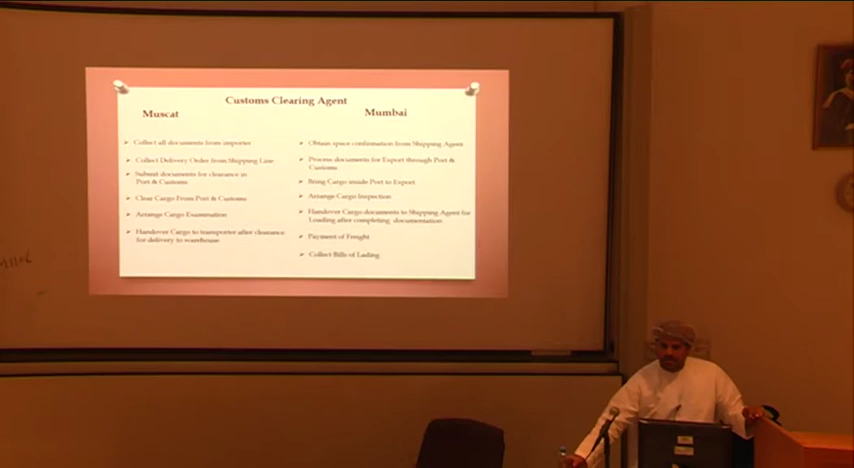 Customs Clearing Agent
Muscat
Collect all documents from importer
Collect Delivery Order from Shipping Line
Submit documents for clearance in
Port & Customs
Clear Cargo From Port & Customs
Arrange Cargo Examination
Handover Cargo to transporter after clearance
for delivery to warehouse
Mumbai
Obtain space confirmation from Shipping Agent
Process documents for Export through Port &
Customs
Bring Cargo inside Port to Export
Arrange Cargo Inspection
Handover Cargo documents to Shipping Agent for
Loading after completing documentation
Payment of Freight
Collect Bills of Lading